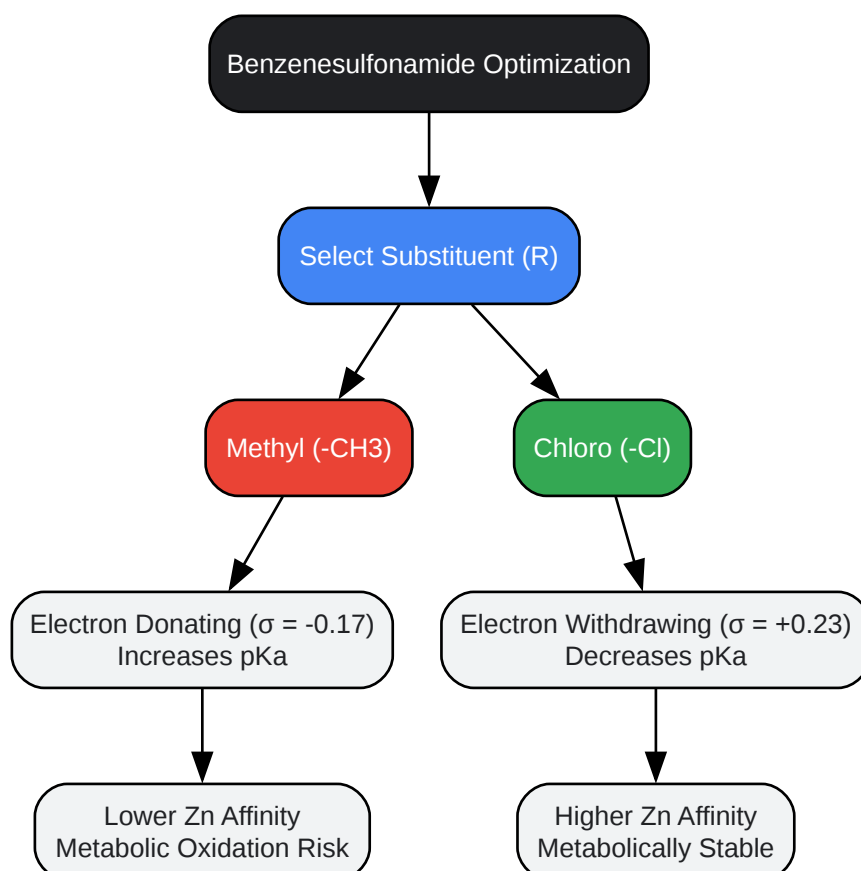 Benzenesulfonamide Optimization
Select Substituent (R)
Methyl (-CH3)
Chloro (-Cl)
Electron Donating (σ = -0.17)
Increases pKa
Electron Withdrawing (σ = +0.23)
Decreases pKa
Lower Zn Affinity
Metabolic Oxidation Risk
Higher Zn Affinity
Metabolically Stable